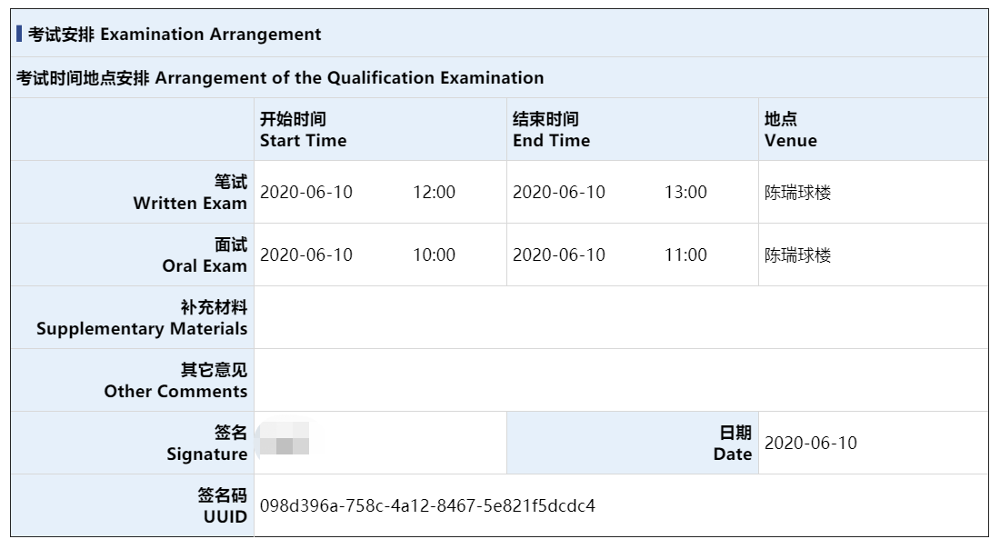 考试安排 Examination Arrangement
考试时间地点安排 Arrangement of the Qualification Examination
开始时间
Start Time
结束时间
End Time
地点
Venue
笔试
Written Exam
2020-06-10 12:00
2020-06-10 13:00
陈瑞球楼
面试
Oral Exam
2020-06-10 10:00
2020-06-10 11:00
陈瑞球楼
补充材料
Supplementary Materials
其它意见
Other Comments
签名
Signature
日期
Date
2020-06-10
签名码
UUID
098d396a-758c-4a12-8467-5e821f5dcdc4